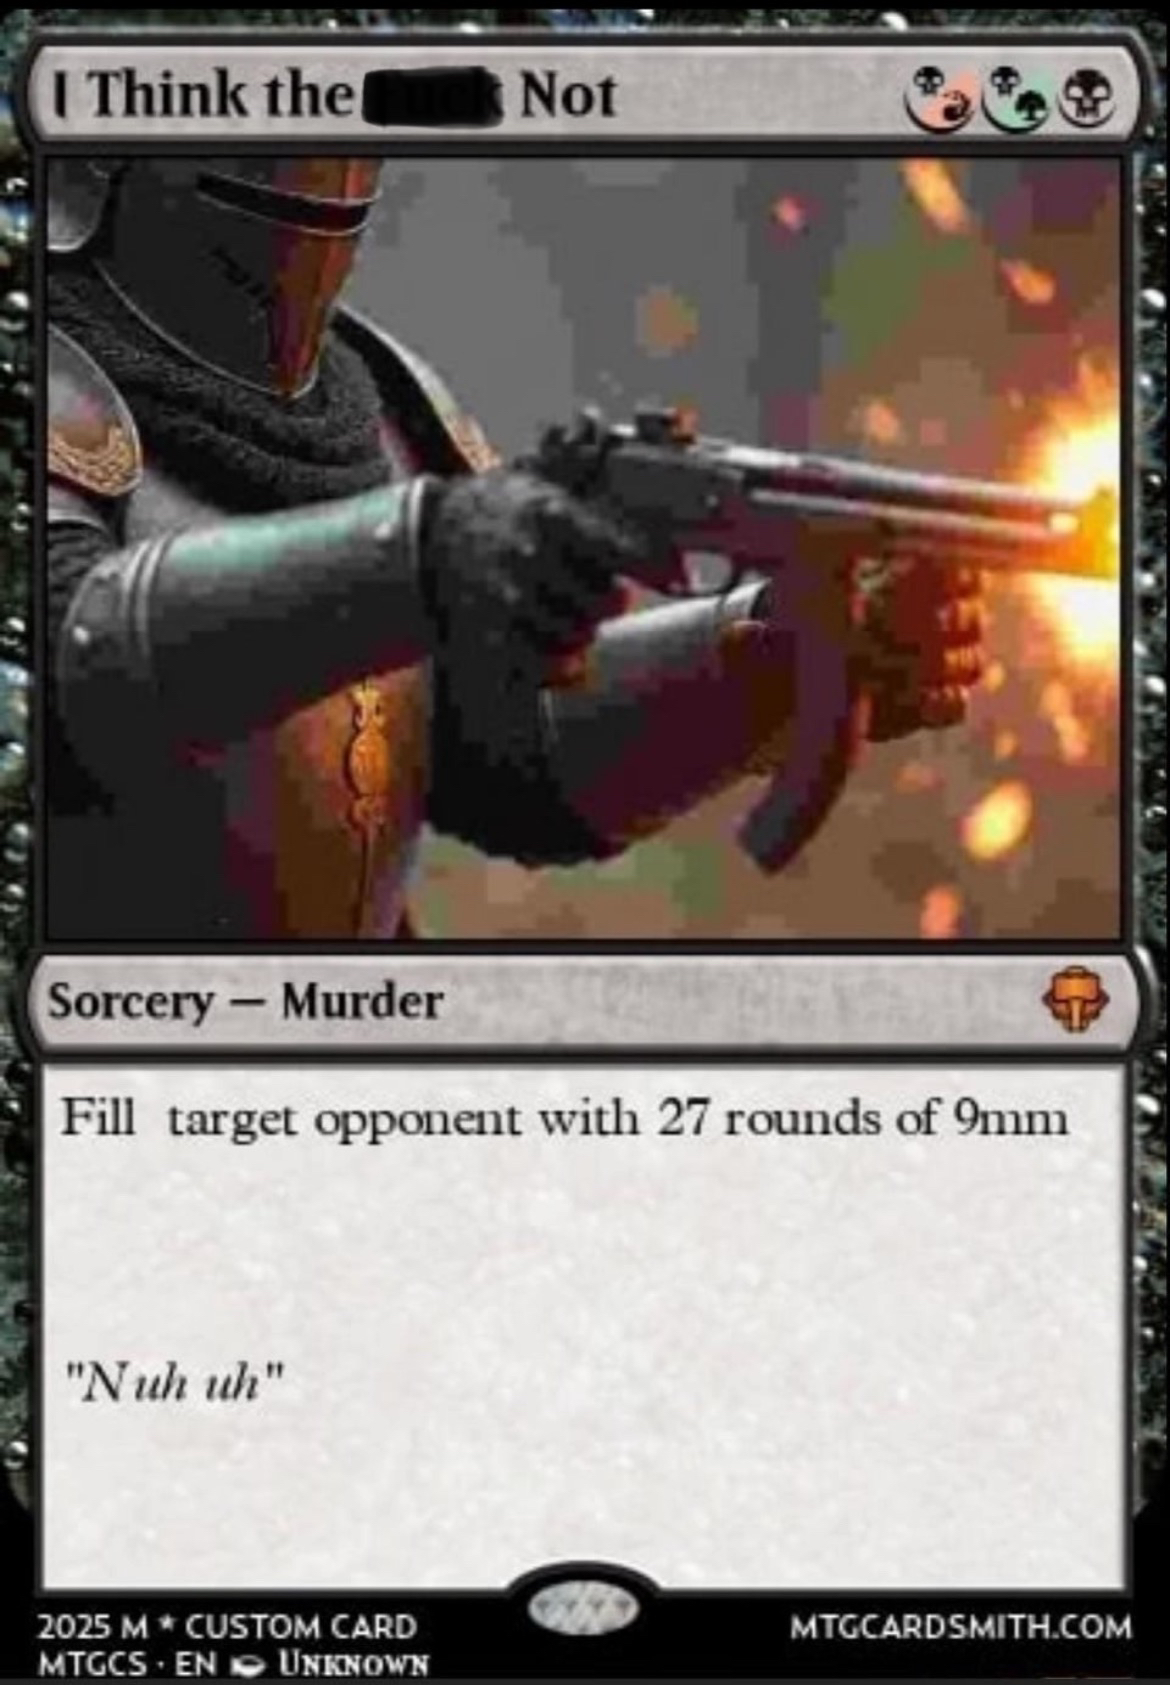 I Think the Fuck Not
Sorcery — Murder
Fill target opponent with 27 rounds of 9mm
"Nuh uh"
2025 M * CUSTOM CARD
MTGCARDSMITH.COM
MTGCS · EN UNKNOWN